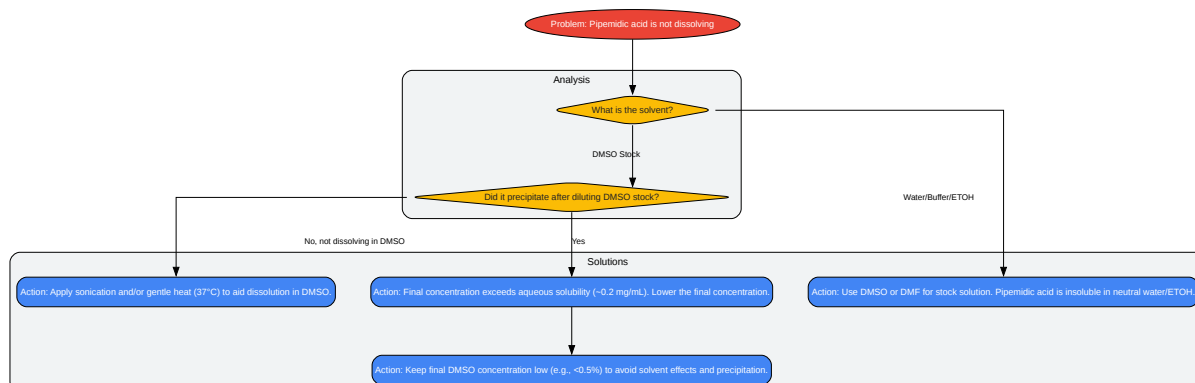 Problem: Pipemidic acid is not dissolving
Analysis
What is the solvent?
DMSO Stock
Did it precipitate after diluting DMSO stock?
Water/Buffer/ETOH
No, not dissolving in DMSO
Yes
Solutions
Action: Apply sonication and/or gentle heat (37°C) to aid dissolution in DMSO.
Action: Final concentration exceeds aqueous solubility (~0.2 mg/mL). Lower the final concentration.
Action: Use DMSO or DMF for stock solution. Pipemidic acid is insoluble in neutral water/ETOH.
Action: Keep final DMSO concentration low (e.g., <0.5%) to avoid solvent effects and precipitation.